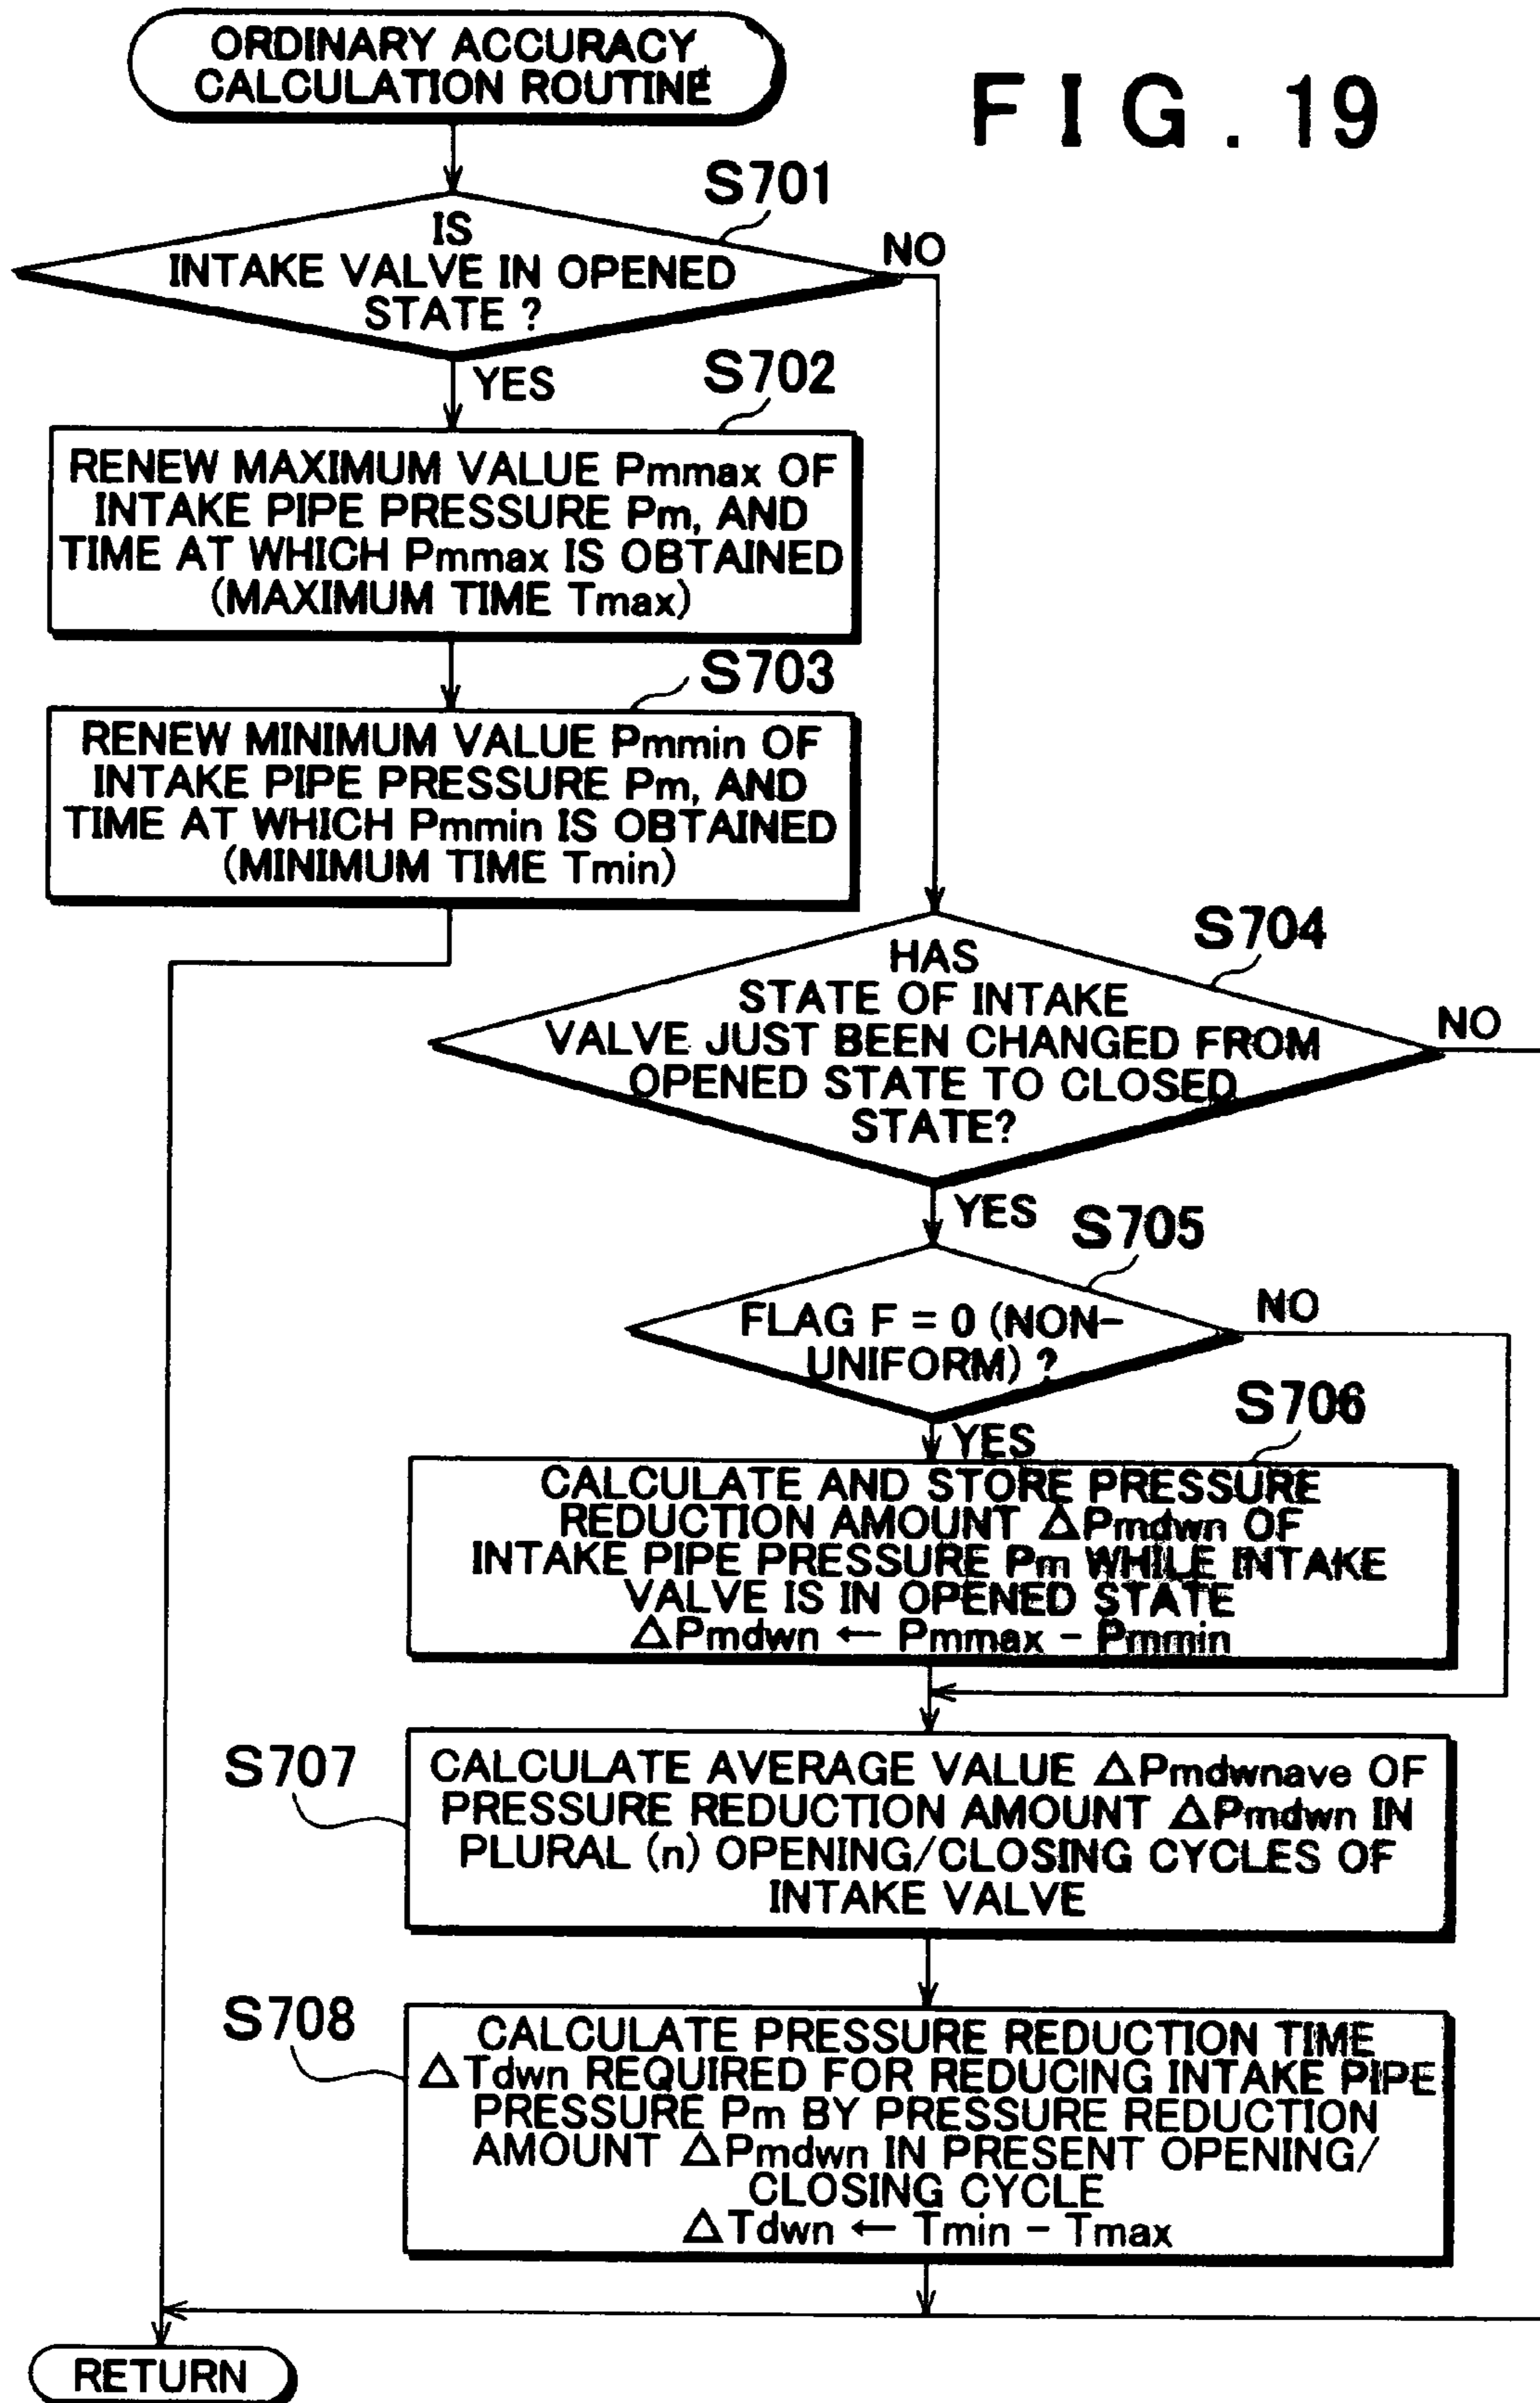 ORDINARY ACCURACY
CALCULATION ROUTINE
FIG.19
S701
IS
INTAKE VALVE IN OPENED
STATE ?
NO
YES
S702
RENEW MAXIMUM VALUE Pmmax OF
INTAKE PIPE PRESSURE Pm, AND
TIME AT WHICH Pmmax IS OBTAINED
(MAXIMUM TIME Tmax)
S703
RENEW MINIMUM VALUE Pmmin OF
INTAKE PIPE PRESSURE Pm, AND
TIME AT WHICH Pmmin IS OBTAINED
(MINIMUM TIME Tmin)
S704
HAS
STATE OF INTAKE
VALVE JUST BEEN CHANGED FROM
OPENED STATE TO CLOSED
STATE?
NO
YES
S705
FLAG F = 0 (NON-
UNIFORM) ?
NO
YES
S706
CALCULATE AND STORE PRESSURE
REDUCTION AMOUNT △Pmdwn OF
INTAKE PIPE PRESSURE Pm WHILE INTAKE
VALVE IS IN OPENED STATE
△Pmdwn ← Pmmax - Pmmin
S707
CALCULATE AVERAGE VALUE △Pmdwnave OF
PRESSURE REDUCTION AMOUNT △Pmdwn IN
PLURAL (n) OPENING/CLOSING CYCLES OF
INTAKE VALVE
S708
CALCULATE PRESSURE REDUCTION TIME
△Tdwn REQUIRED FOR REDUCING INTAKE PIPE
PRESSURE Pm BY PRESSURE REDUCTION
AMOUNT △Pmdwn IN PRESENT OPENING/
CLOSING CYCLE
△Tdwn ← Tmin - Tmax
RETURN